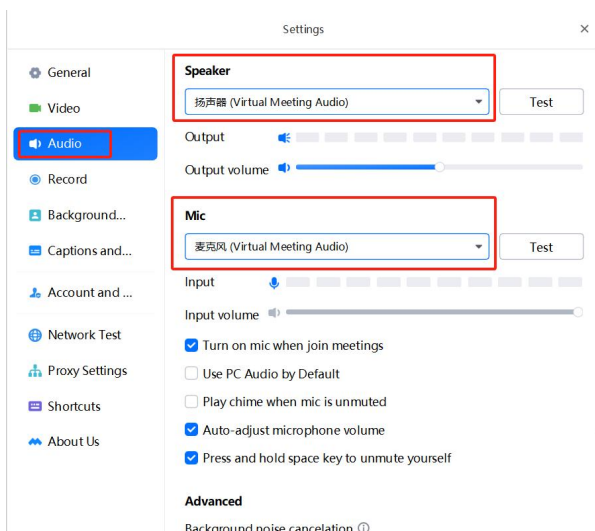 Settings
General
Video
Audio
Record
Background...
Captions and...
Account and ...
Network Test
Proxy Settings
Shortcuts
About Us
Speaker
扬声器 (Virtual Meeting Audio)
Test
Output
Output volume
Mic
麦克风 (Virtual Meeting Audio)
Test
Input
Input volume
Turn on mic when join meetings
Use PC Audio by Default
Play chime when mic is unmuted
Auto-adjust microphone volume
Press and hold space key to unmute yourself
Advanced
Background noise cancelation